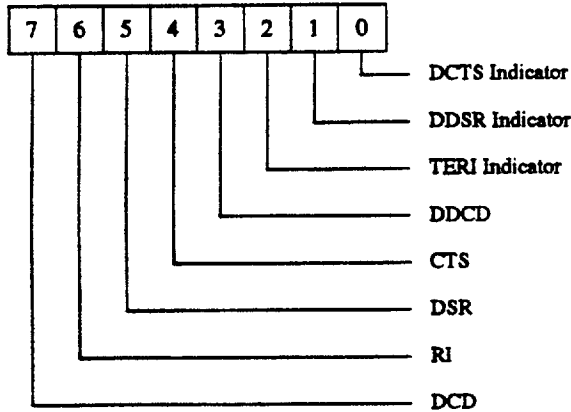 7 6 5 4 3 2 1 0
DCTS Indicator
DDSR Indicator
TERI Indicator
DDCD
CTS
DSR
RI
DCD